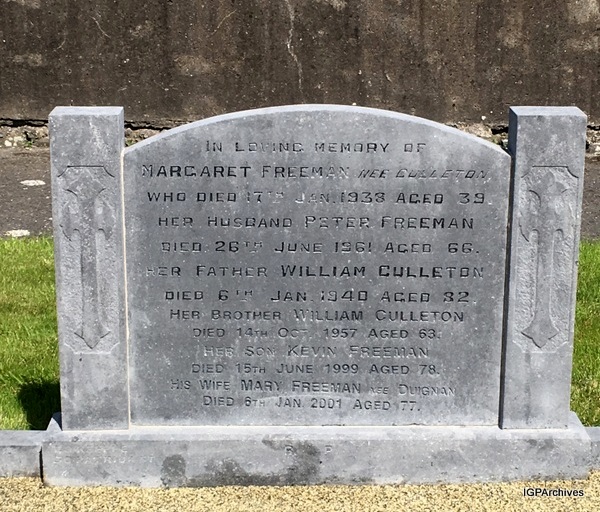 IN LOVING MEMORY OF
MARGARET FREEMAN NEE CULLETON,
WHO DIED 17TH JAN. 1938 AGED 39.
HER HUSBAND PETER FREEMAN
DIED 26TH JUNE 1961 AGED 66.
HER FATHER WILLIAM CULLETON
DIED 6TH JAN. 1940 AGED 82.
HER BROTHER WILLIAM CULLETON
DIED 14TH OCT. 1957 AGED 63.
HER SON KEVIN FREEMAN
DIED 15TH JUNE 1999 AGED 78.
HIS WIFE MARY FREEMAN NÉE DUIGNAN
DIED 6TH JAN. 2001 AGED 77.
R I P
IGPArchives